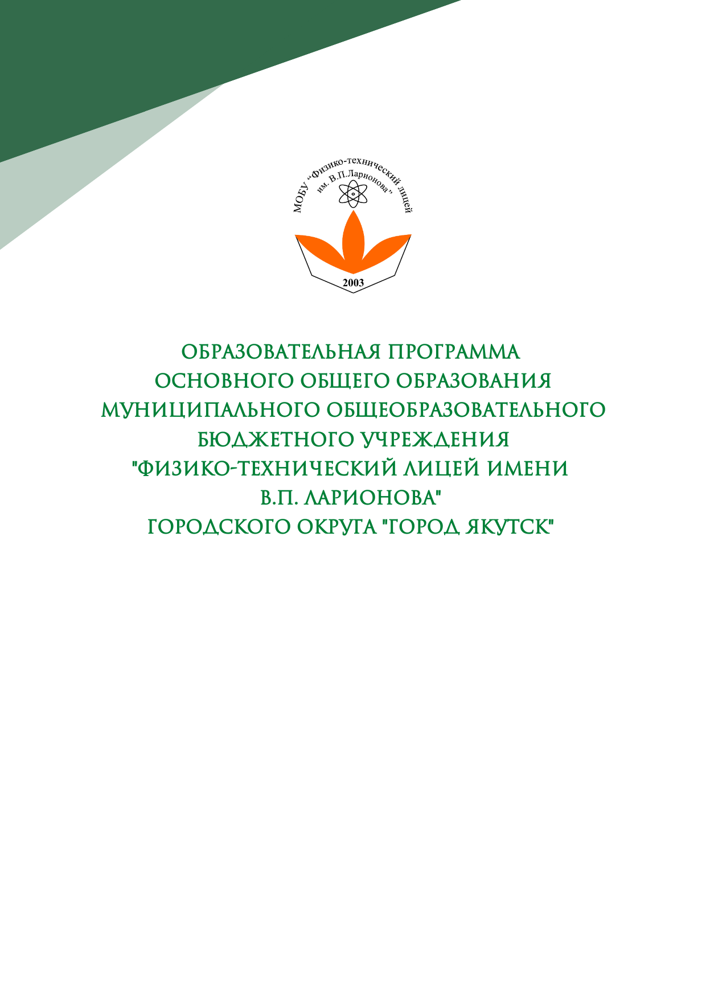 МОБУ “Физико-технический лицей
им. В.П.Ларионова”
2003
ОБРАЗОВАТЕЛЬНАЯ ПРОГРАММА
ОСНОВНОГО ОБЩЕГО ОБРАЗОВАНИЯ
МУНИЦИПАЛЬНОГО ОБЩЕОБРАЗОВАТЕЛЬНОГО
БЮДЖЕТНОГО УЧРЕЖДЕНИЯ
"ФИЗИКО-ТЕХНИЧЕСКИЙ ЛИЦЕЙ ИМЕНИ
В.П. ЛАРИОНОВА"
ГОРОДСКОГО ОКРУГА "ГОРОД ЯКУТСК"